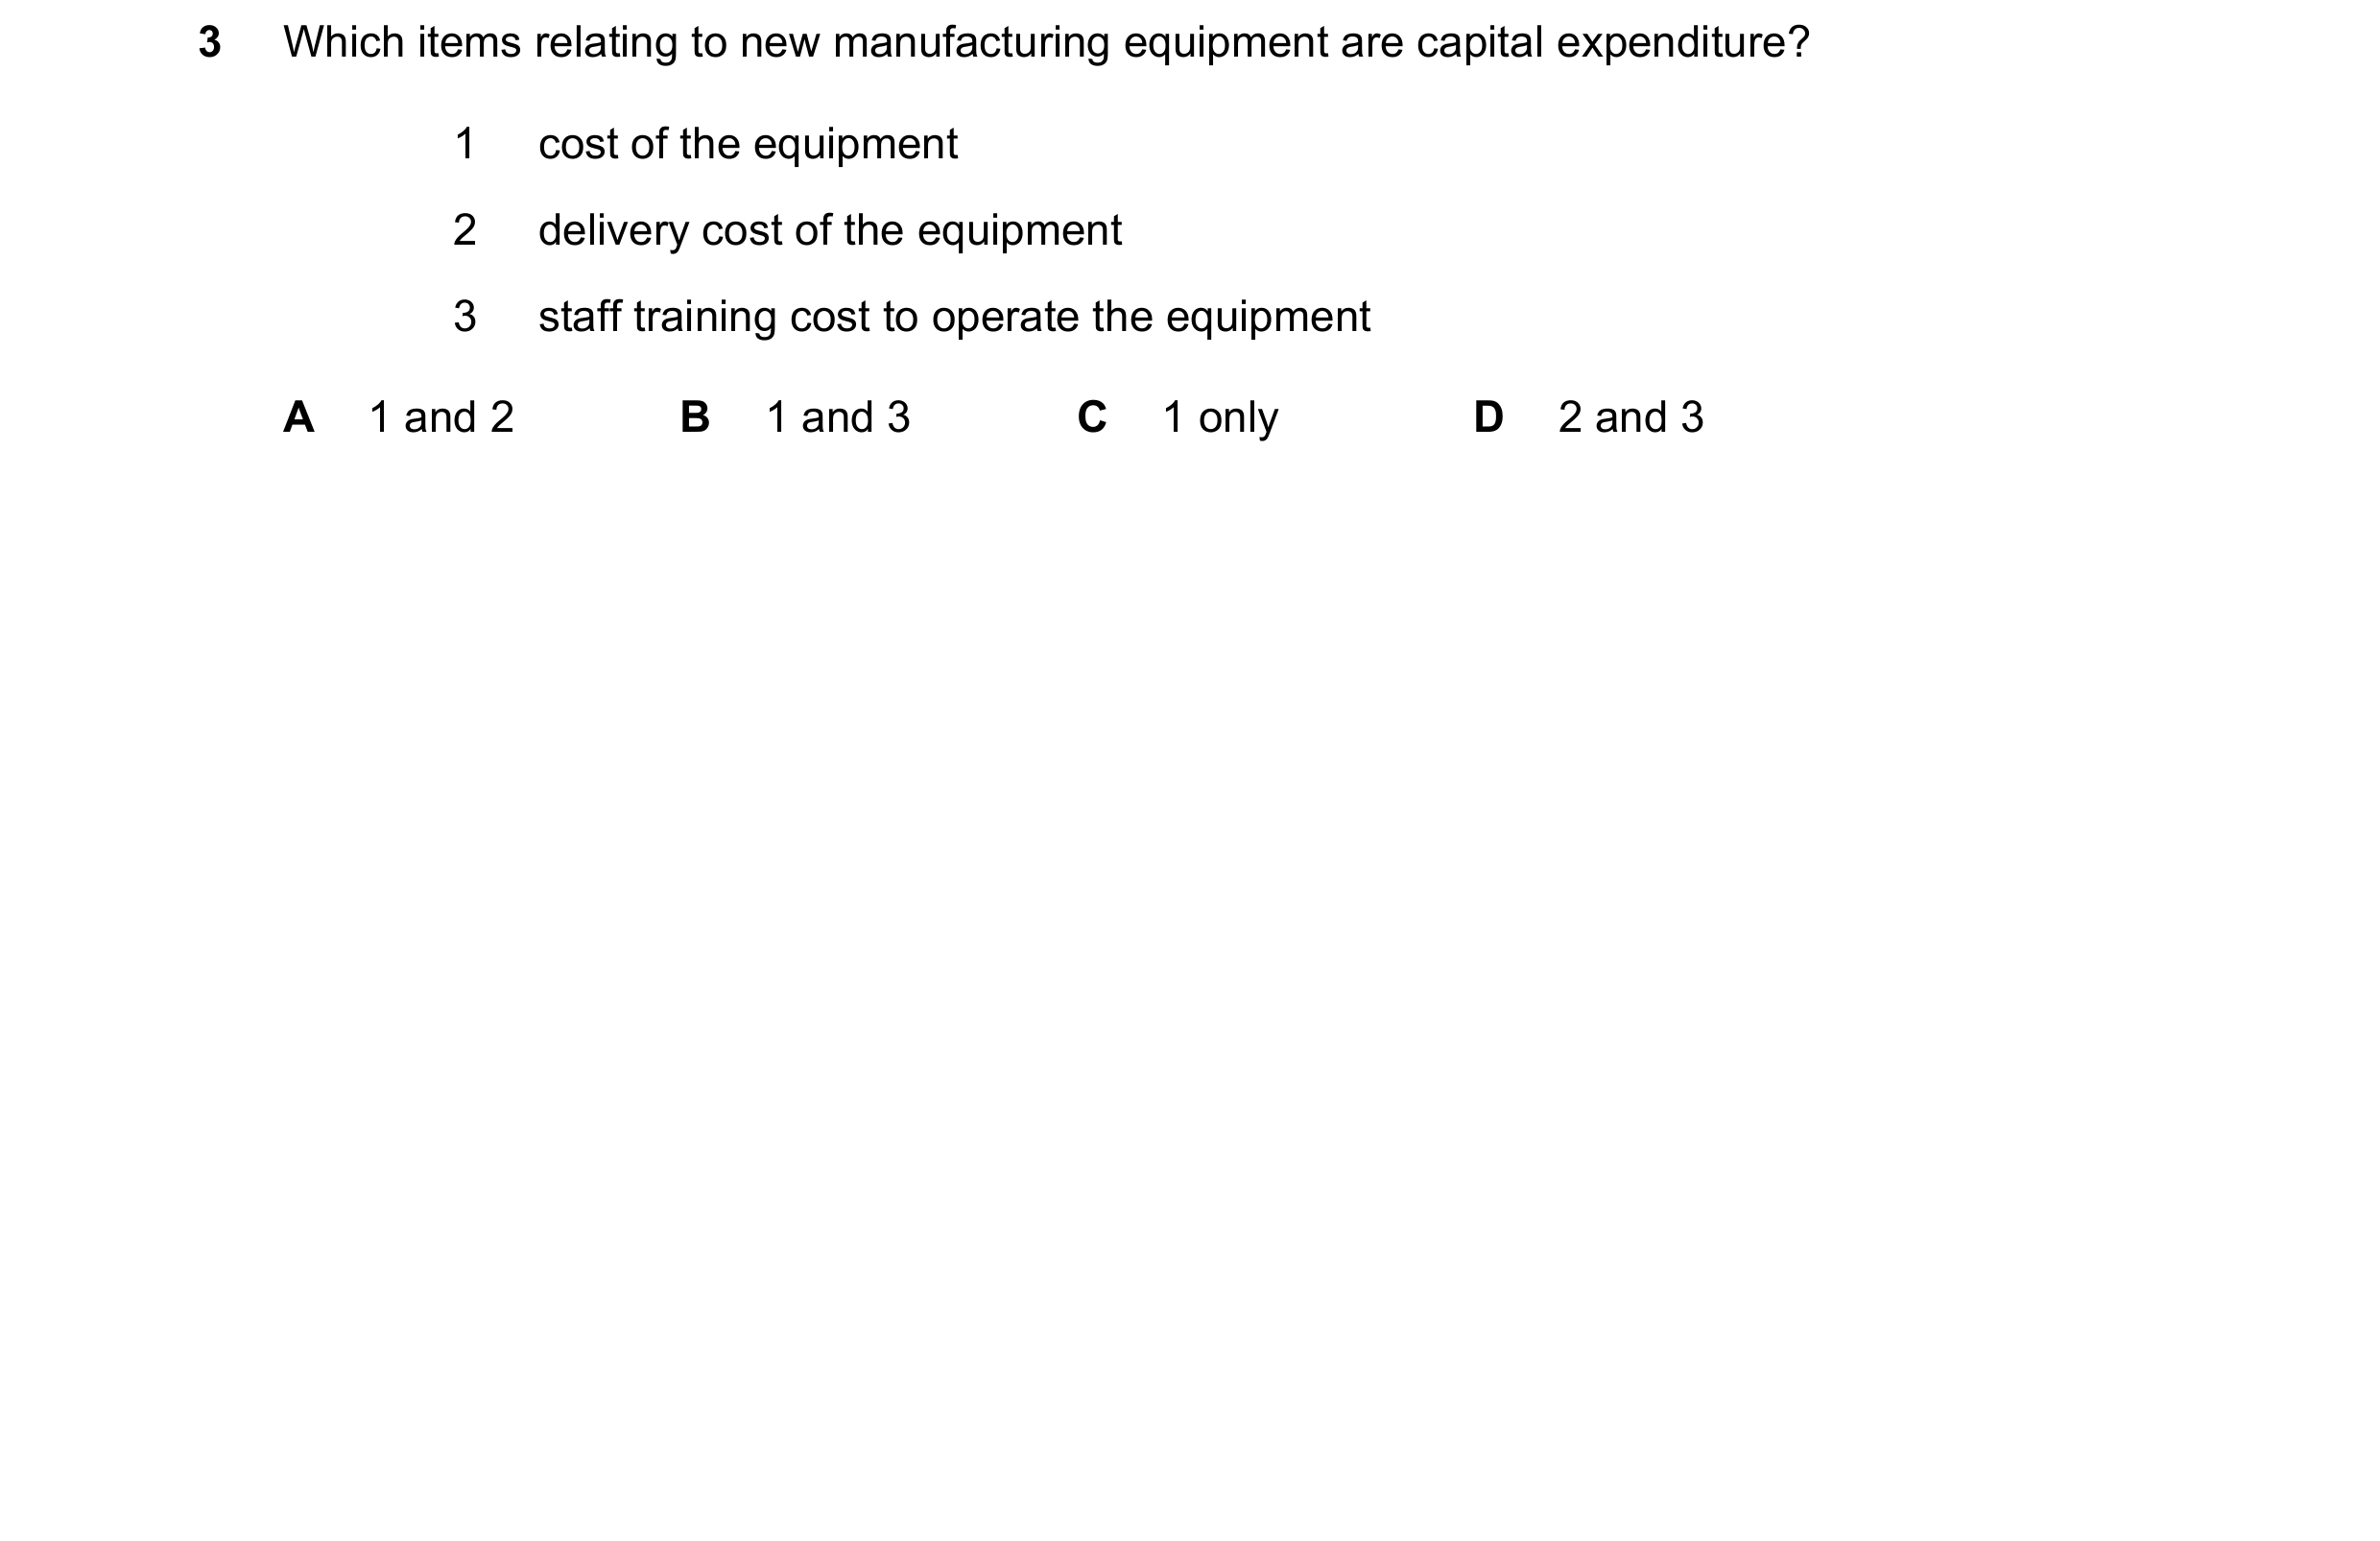 3 Which items relating to new manufacturing equipment are capital expenditure?
1 cost of the equipment
2 delivery cost of the equipment
3 staff training cost to operate the equipment
A 1 and 2 B 1 and 3 C 1 only D 2 and 3